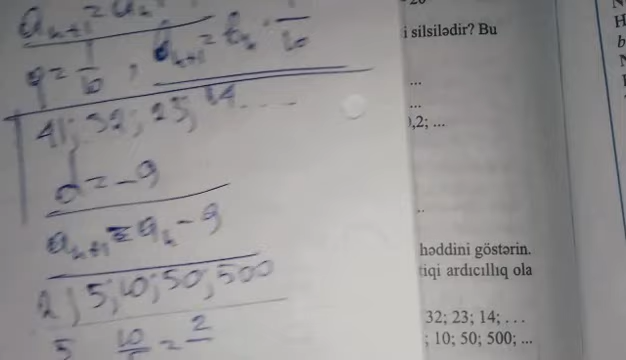 aₙ₊₁ = aₙ
q = 1/10, bₙ₊₁ = bₙ · 1/10
41; 32; 23; 14 ....
d = -9
aₙ₊₁ = aₙ - 9
2; 5; 10; 50; 500
5 10 = 2
i silsilədir? Bu
...
...
,2; ...
..
həddini göstərin.
tiqi ardıcıllıq ola
32; 23; 14; ...
; 10; 50; 500; ...